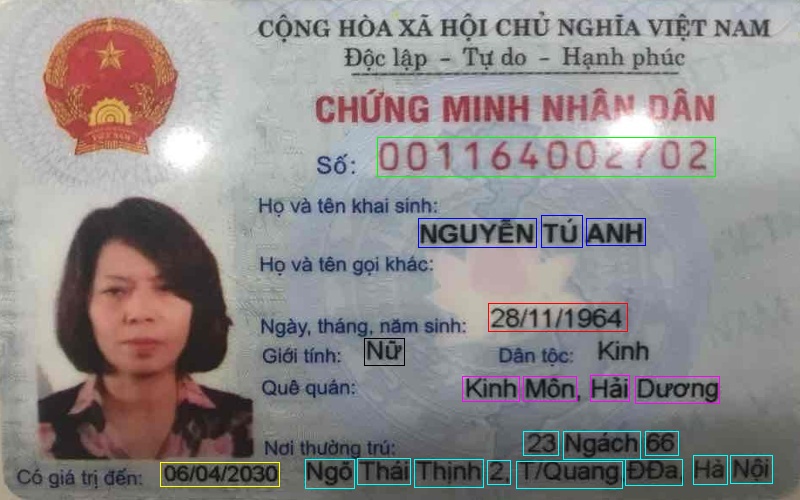 CỘNG HÒA XÃ HỘI CHỦ NGHĨA VIỆT NAM
Độc lập - Tự do - Hạnh phúc
CHỨNG MINH NHÂN DÂN
Số: 001164002702
Họ và tên khai sinh:
NGUYỄN TÚ ANH
Họ và tên gọi khác:
Ngày, tháng, năm sinh: 28/11/1964
Giới tính: Nữ Dân tộc: Kinh
Quê quán: Kinh Môn, Hải Dương
Nơi thường trú: 23 Ngách 66
Có giá trị đến: 06/04/2030 Ngõ Thái Thịnh 2, T/Quang ĐĐa, Hà Nội